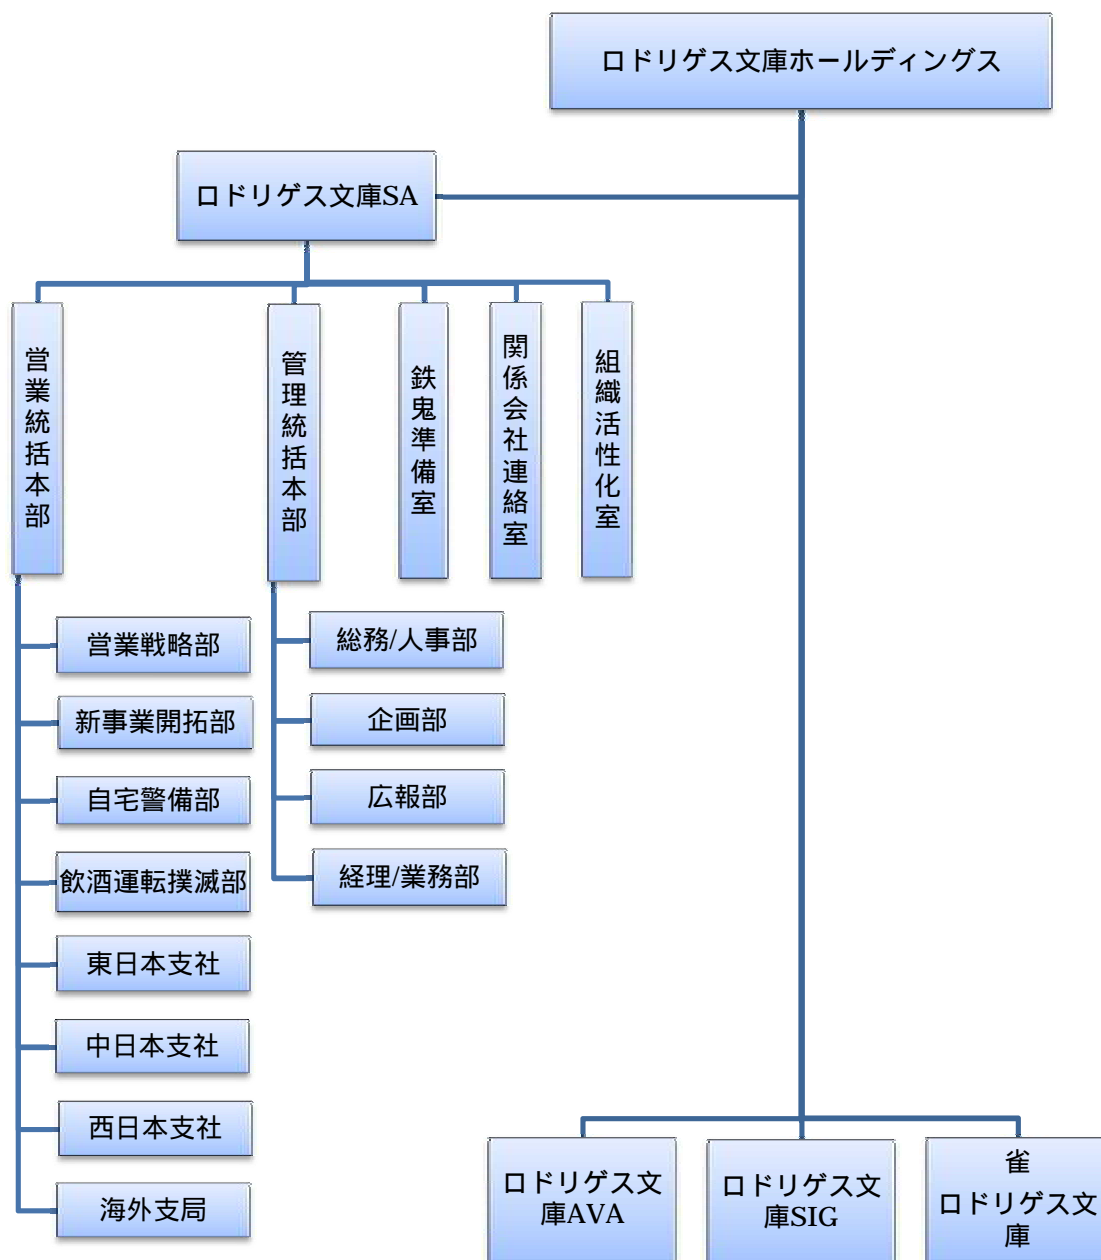 ロドリゲス文庫ホールディングス
ロドリゲス文庫SA
営業統括本部
管理統括本部
鉄鬼準備室
関係会社連絡室
組織活性化室
営業戦略部
新事業開拓部
自宅警備部
飲酒運転撲滅部
東日本支社
中日本支社
西日本支社
海外支局
総務/人事部
企画部
広報部
経理/業務部
ロドリゲス文
庫AVA
ロドリゲス文
庫SIG
雀
ロドリゲス文
庫